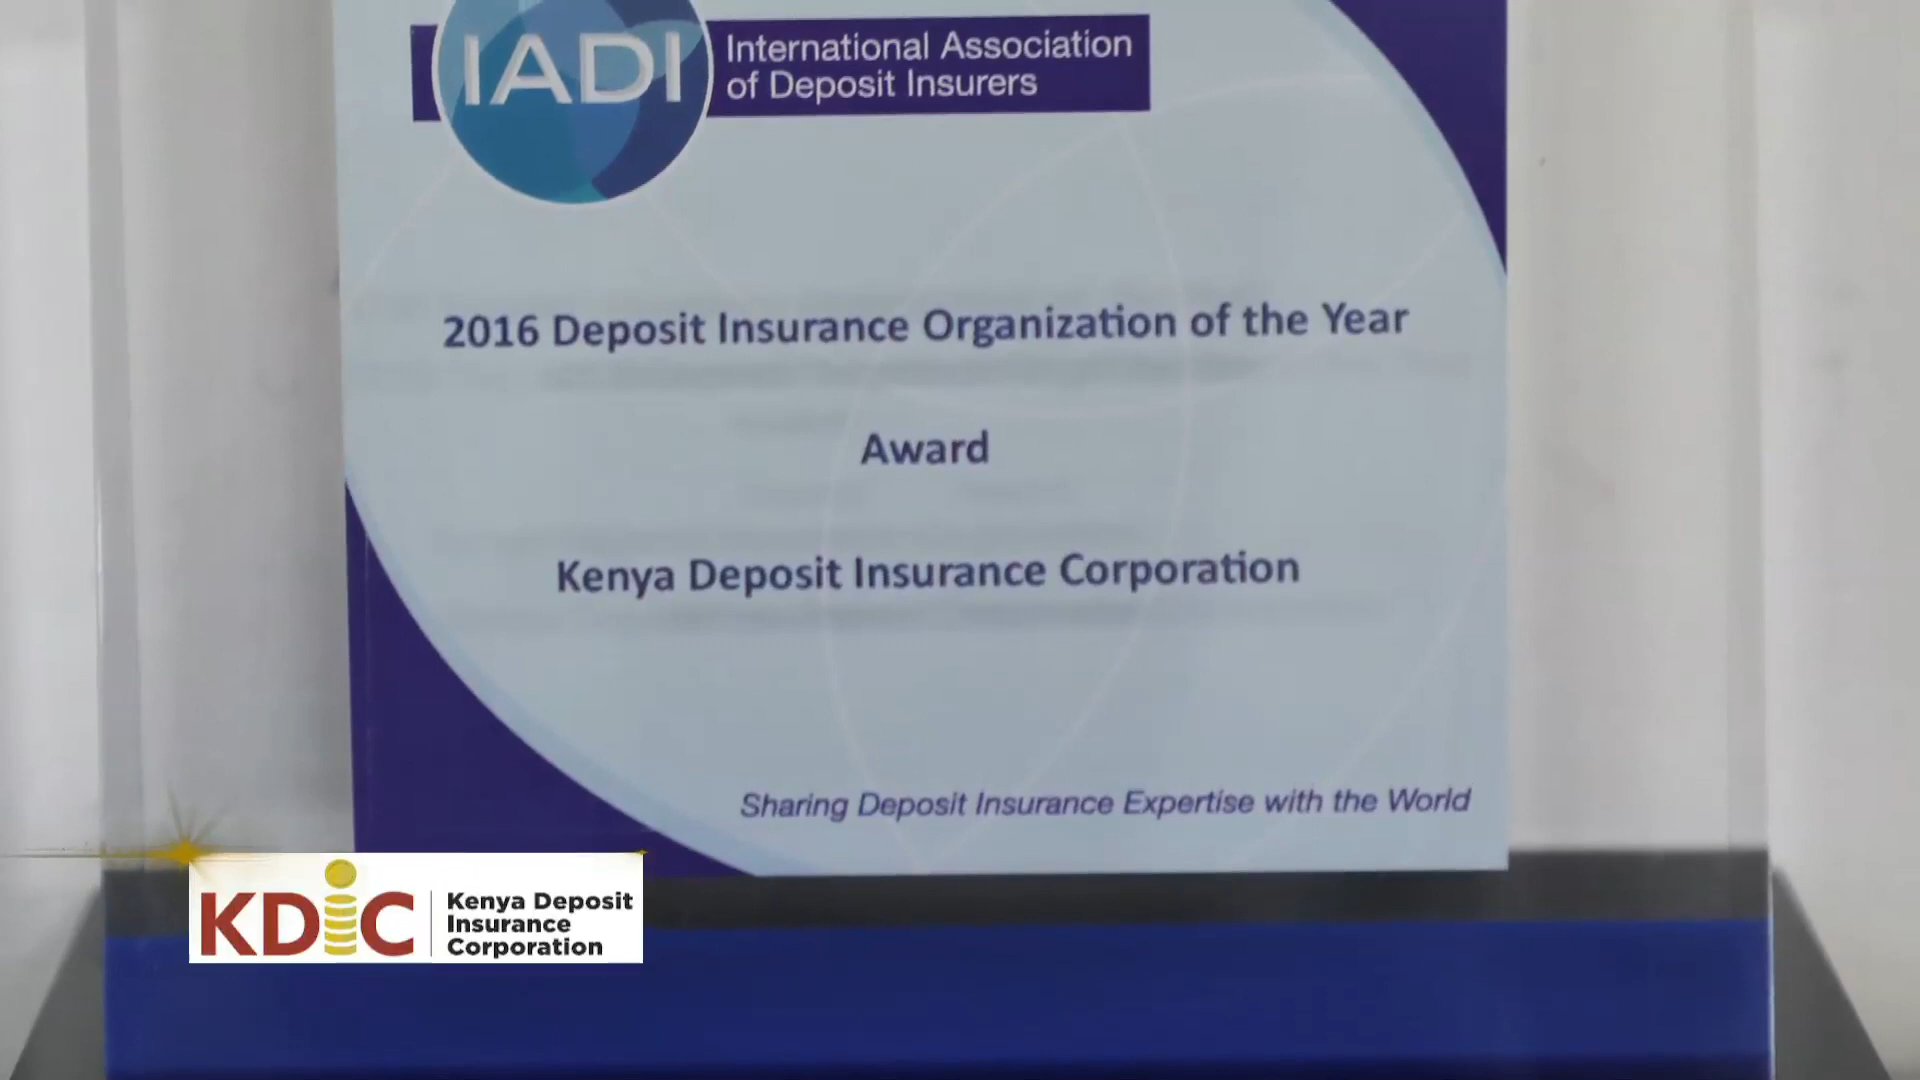 IADI
International Association
of Deposit Insurers
2016 Deposit Insurance Organization of the Year
Award
Kenya Deposit Insurance Corporation
Sharing Deposit Insurance Expertise with the World
KDiC
Kenya Deposit
Insurance
Corporation